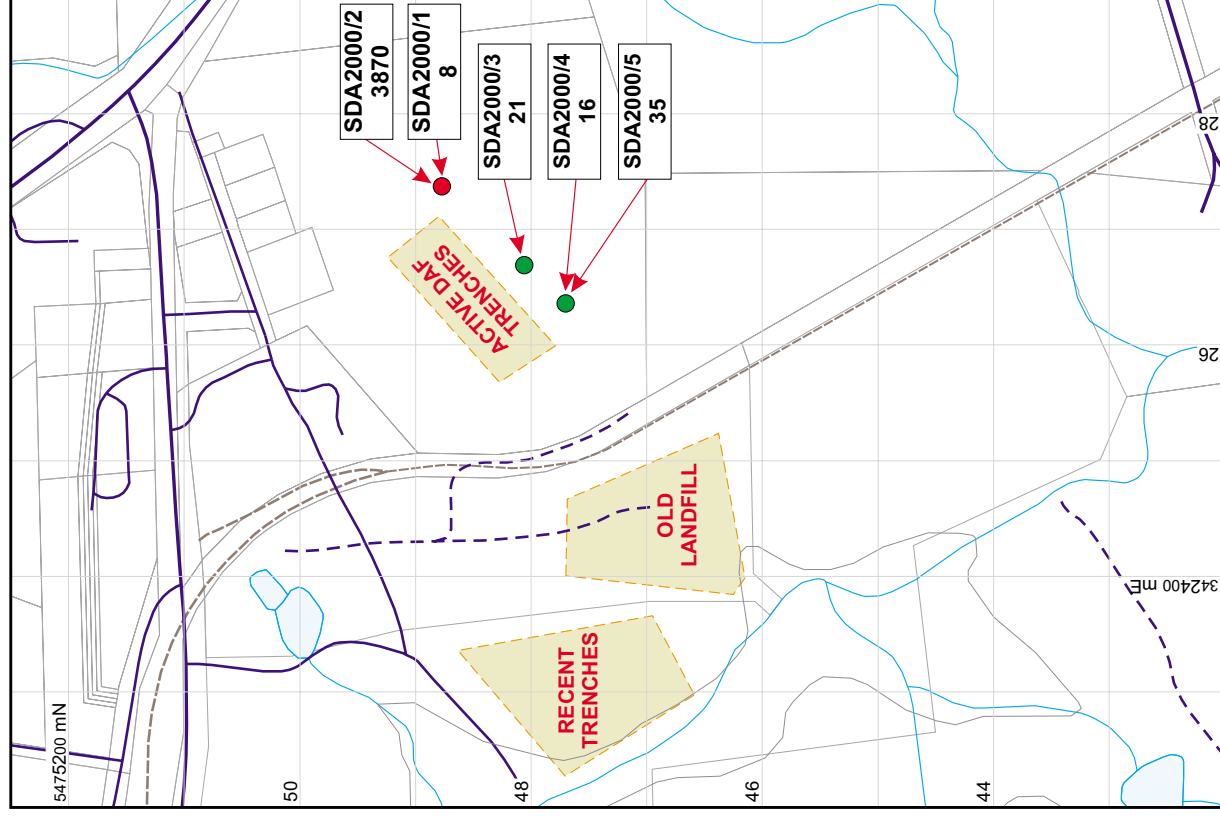 SDA2000/2
3870
SDA2000/1
8
SDA2000/3
21
SDA2000/4
16
SDA2000/5
35
ACTIVE DAF
TRENCHES
OLD
LANDFILL
RECENT
TRENCHES
5475200 mN
50
48
46
44
28
26
342400 mE